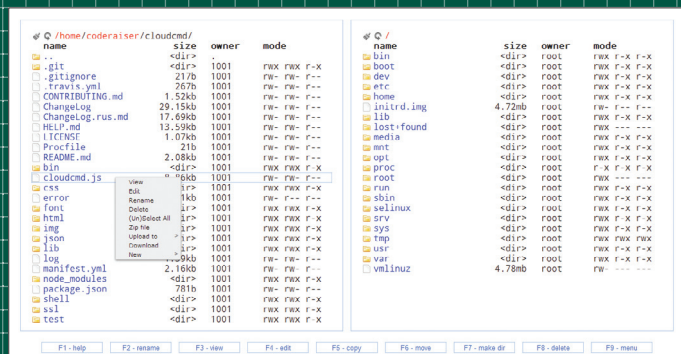 /home/coderaiser/cloudcmd/
name size owner mode
.. <dir> .
.git <dir> 1001 rwx rwx r-x
.gitignore 217b 1001 rw- rw- r--
.travis.yml 267b 1001 rw- rw- r--
CONTRIBUTING.md 1.52kb 1001 rw- rw- r--
ChangeLog 29.15kb 1001 rw- rw- r--
ChangeLog.rus.md 17.69kb 1001 rw- rw- r--
HELP.md 13.59kb 1001 rw- rw- r--
LICENSE 1.07kb 1001 rw- rw- r--
Procfile 21b 1001 rw- rw- r--
README.md 2.08kb 1001 rw- rw- r--
bin <dir> 1001 rwx rwx r-x
cloudcmd.js 1001 rw- rw- r--
css 1001 rwx rwx r-x
error 1001 rw- r-- r--
font 1001 rwx rwx r-x
html 1001 rwx rwx r-x
img 1001 rwx rwx r-x
json 1001 rwx rwx r-x
lib 1001 rwx rwx r-x
log 1001 rw- rw- r--
manifest.yml 2.16kb 1001 rw- rw- r--
node_modules <dir> 1001 rwx rwx r-x
package.json 781b 1001 rw- rw- r--
shell <dir> 1001 rwx rwx r-x
ssl <dir> 1001 rwx rwx r-x
test <dir> 1001 rwx rwx r-x
View
Edit
Rename
Delete
(Un)Select All
Zip file
Upload to
Download
New
/
name size owner mode
bin <dir> root rwx r-x r-x
boot <dir> root rwx r-x r-x
dev <dir> root rwx r-x r-x
etc <dir> root rwx r-x r-x
home <dir> root rwx r-x r-x
initrd.img 4.72mb root rw- r-- r--
lib <dir> root rwx r-x r-x
lost+found <dir> root rwx --- ---
media <dir> root rwx r-x r-x
mnt <dir> root rwx r-x r-x
opt <dir> root rwx r-x r-x
proc <dir> root r-x r-x r-x
root <dir> root rwx --- ---
run <dir> root rwx r-x r-x
sbin <dir> root rwx r-x r-x
selinux <dir> root rwx r-x r-x
srv <dir> root rwx r-x r-x
sys <dir> root rwx r-x r-x
tmp <dir> root rwx rwx rwx
usr <dir> root rwx r-x r-x
var <dir> root rwx r-x r-x
vmlinuz 4.78mb root rw- --- ---
F1 - help F2 - rename F3 - view F4 - edit F5 - copy F6 - move F7 - make dir F8 - delete F9 - menu